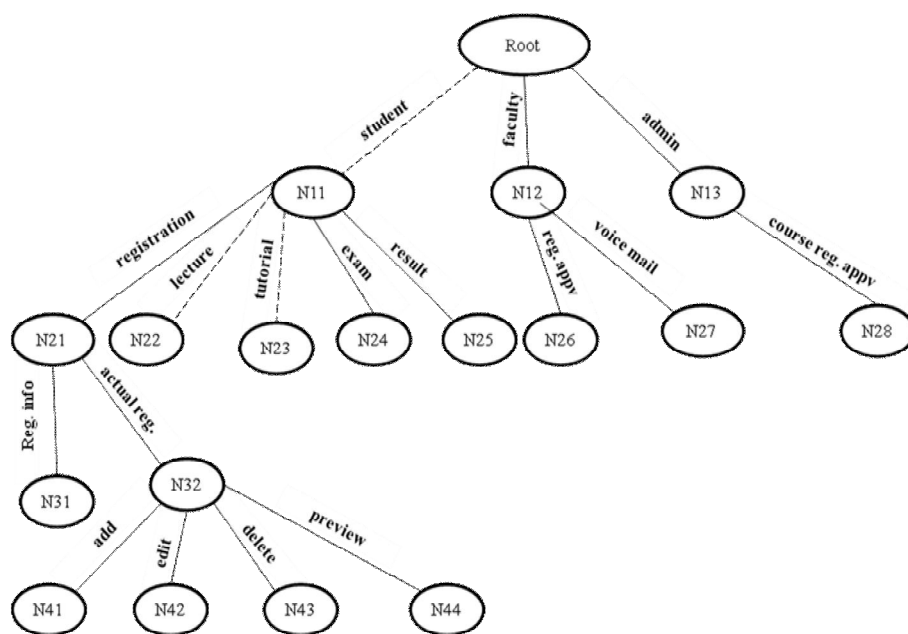 Root
student
faculty
admin
N11
N12
N13
registration
lecture
tutorial
exam
result
reg. appv
voice mail
course reg. appv
N21
N22
N23
N24
N25
N26
N27
N28
Reg. info
actual reg.
N31
N32
add
edit
delete
preview
N41
N42
N43
N44